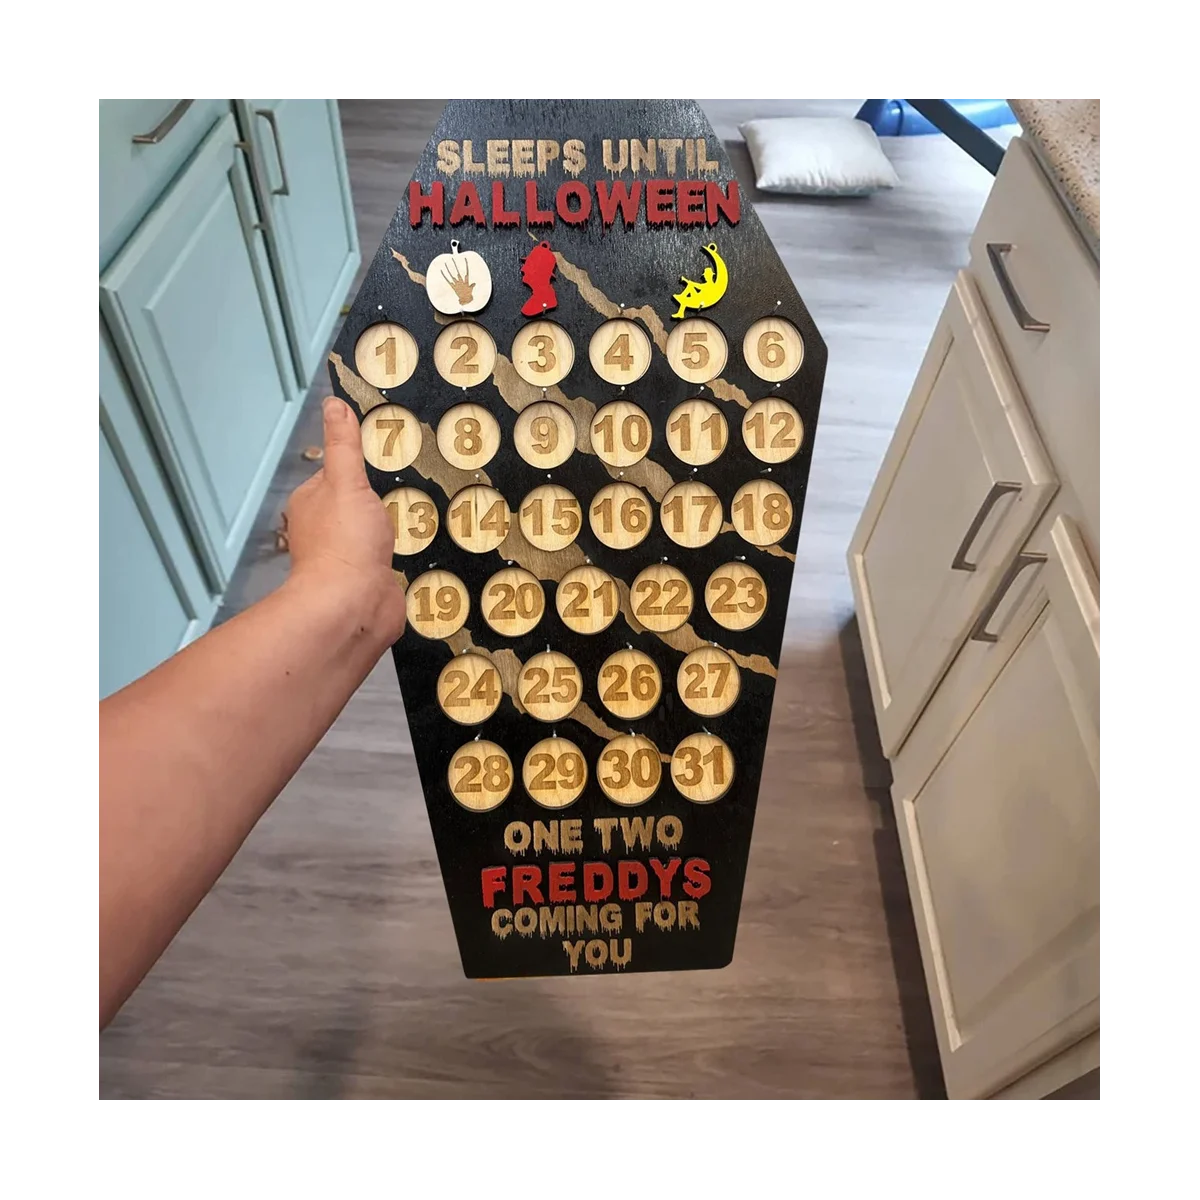 SLEEPS UNTIL
HALLOWEEN
1 2 3 4 5 6
7 8 9 10 11 12
13 14 15 16 17 18
19 20 21 22 23
24 25 26 27
28 29 30 31
ONE TWO
FREDDYS
COMING FOR
YOU